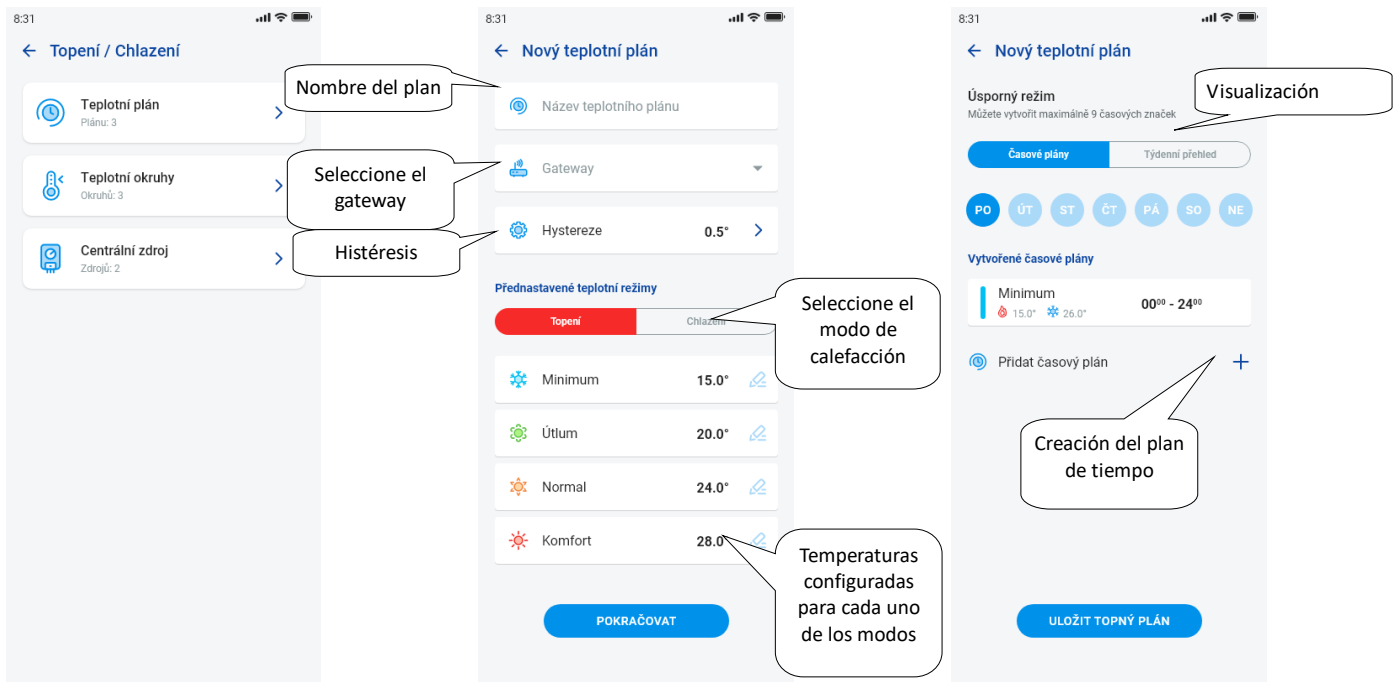 8:31
Topení / Chlazení
Teplotní plán
Plánu: 3
Teplotní okruhy
Okruhů: 3
Centrální zdroj
Zdrojů: 2
8:31
Nový teplotní plán
Nombre del plan
Název teplotního plánu
Seleccione el
gateway
Gateway
Histéresis
Hystereze 0.5°
Přednastavené teplotní režimy
Topení Chlazení
Seleccione el
modo de
calefacción
Minimum 15.0°
Útlum 20.0°
Normal 24.0°
Komfort 28.0°
Temperaturas
configuradas
para cada uno
de los modos
POKRAČOVAT
8:31
Nový teplotní plán
Visualización
Úsporný režim
Můžete vytvořit maximálně 9 časových značek
Časové plány Týdenní přehled
PO ÚT ST ČT PÁ SO NE
Vytvořené časové plány
Minimum
15.0° 26.0°
00⁰⁰ - 24⁰⁰
Přidat časový plán
Creación del plan
de tiempo
ULOŽIT TOPNÝ PLÁN